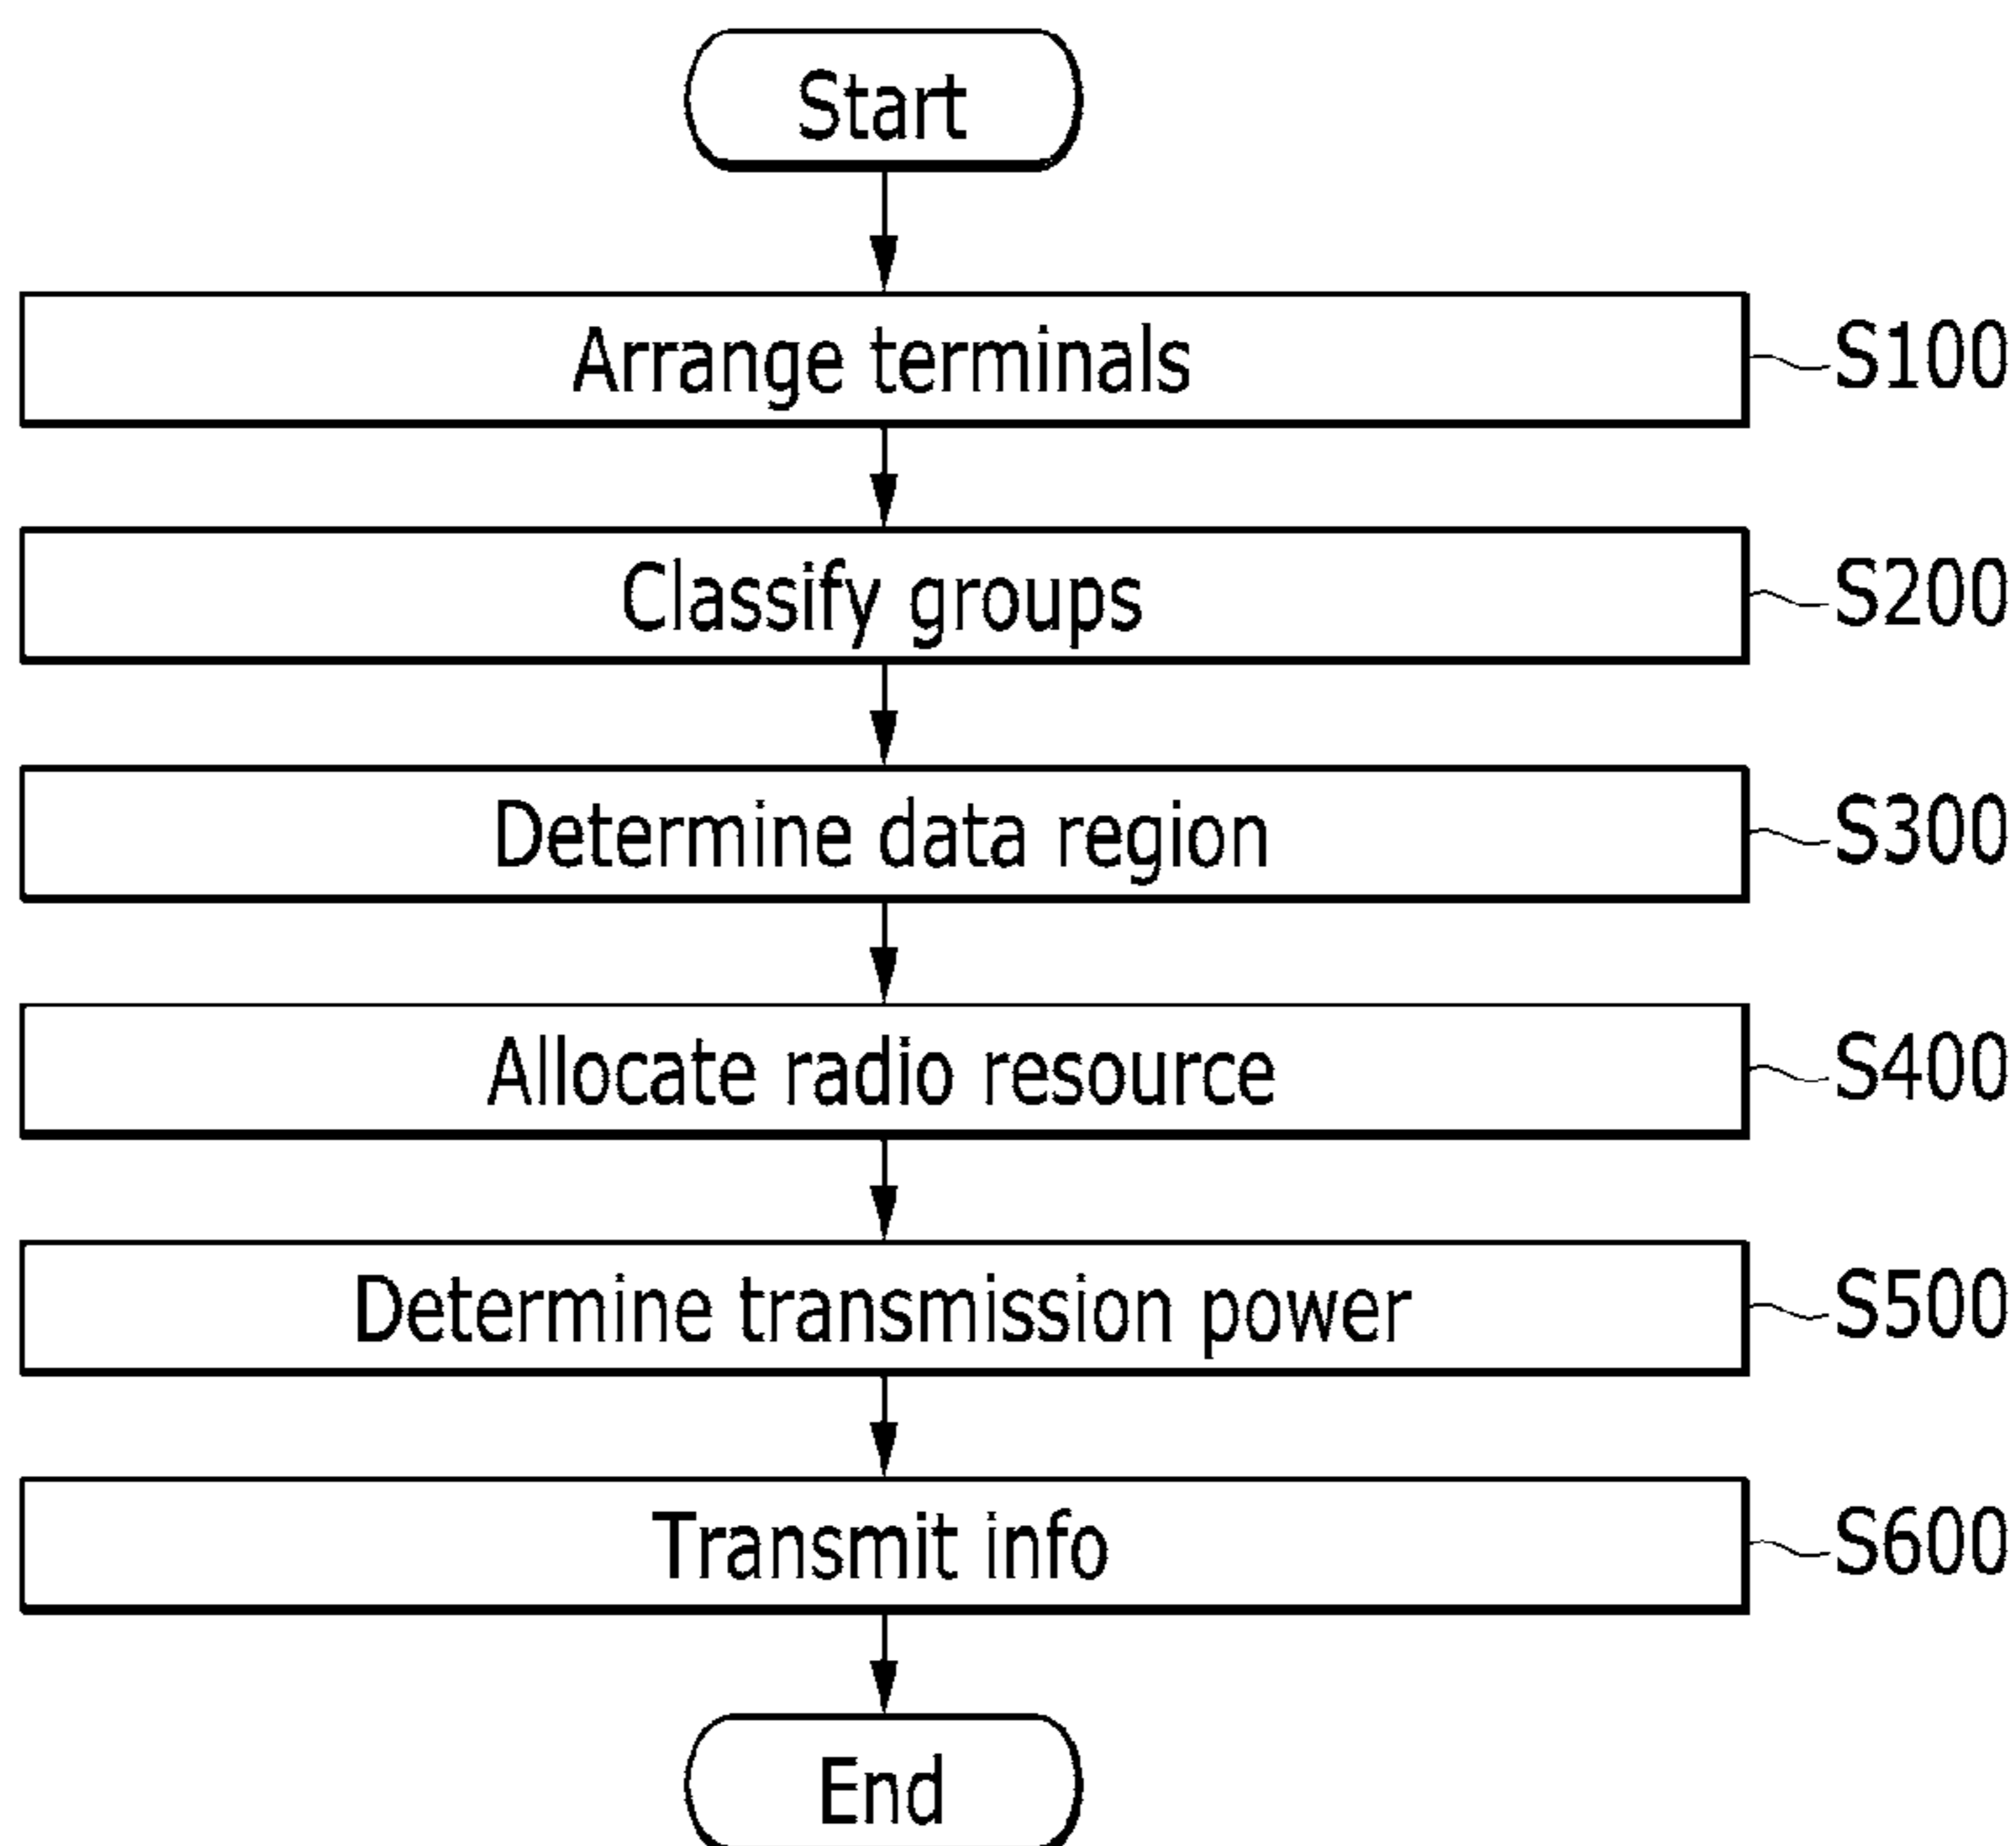 Start
Arrange terminals S100
Classify groups S200
Determine data region S300
Allocate radio resource S400
Determine transmission power S500
Transmit info S600
End